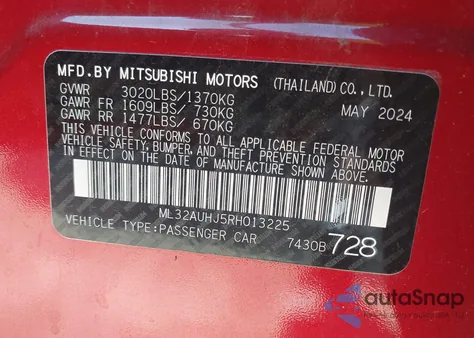 MFD.BY MITSUBISHI MOTORS (THAILAND) CO., LTD.
GVWR 3020LBS/1370KG MAY 2024
GAWR FR 1609LBS/ 730KG
GAWR RR 1477LBS/ 670KG
THIS VEHICLE CONFORMS TO ALL APPLICABLE FEDERAL MOTOR
VEHICLE SAFETY, BUMPER, AND THEFT PREVENTION STANDARDS
IN EFFECT ON THE DATE OF MANUFACTURE SHOWN ABOVE.
ML32AUHJ5RH013225
VEHICLE TYPE:PASSENGER CAR 7430B 728
autoSnap